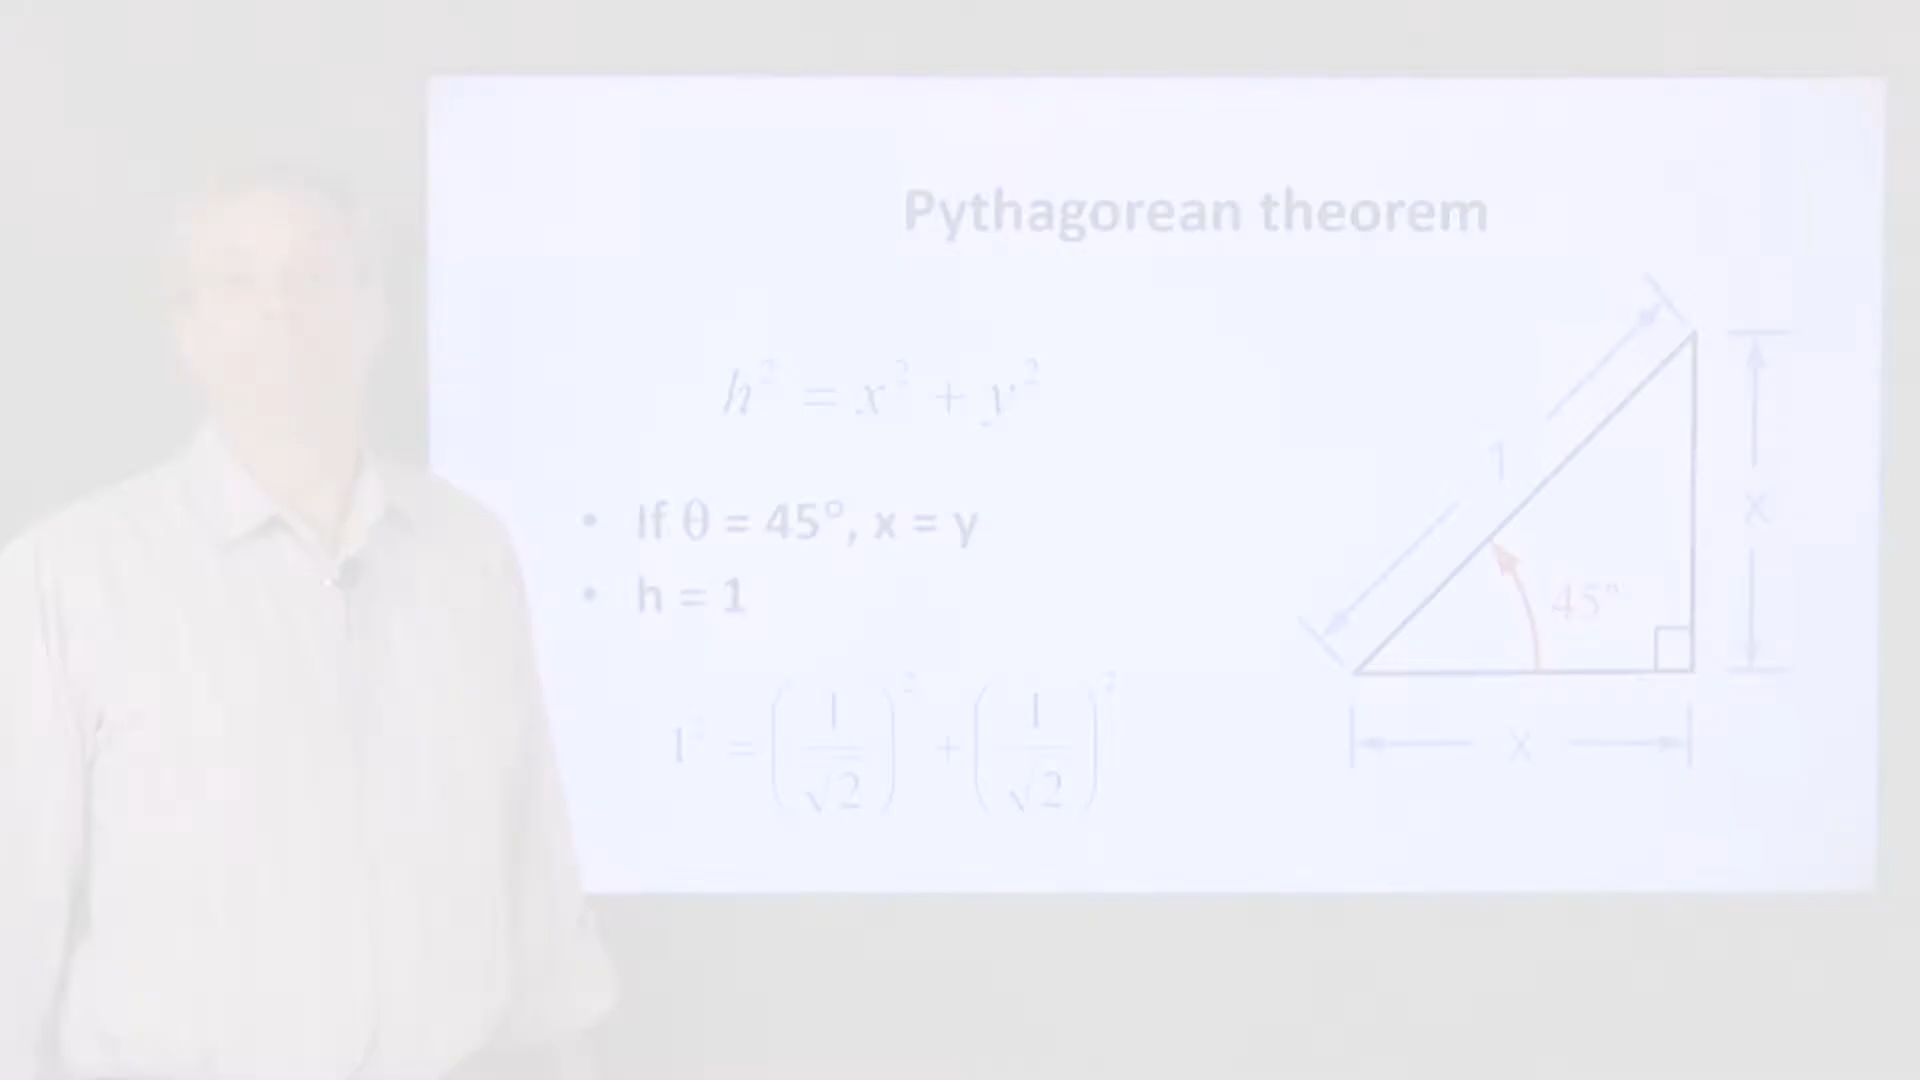 Pythagorean theorem
h² = x² + y²
• If θ = 45°, x = y
• h = 1
1² = (1/√2)² + (1/√2)²
1
X
45°
X